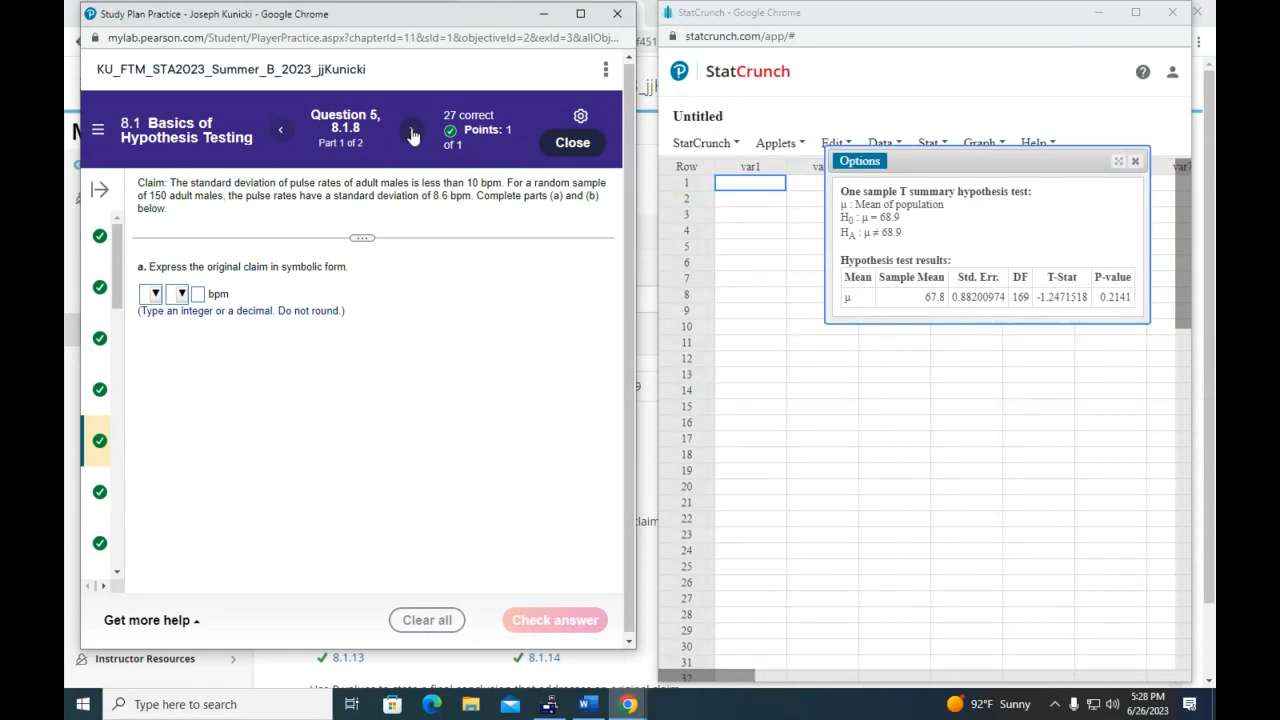 Study Plan Practice - Joseph Kunicki - Google Chrome
mylab.pearson.com/Student/PlayerPractice.aspx?chapterId=11&sId=1&objectiveId=2&exId=3&allObj...
KU_FTM_STA2023_Summer_B_2023_jjKunicki
8.1 Basics of
Hypothesis Testing
Question 5,
8.1.8
Part 1 of 2
27 correct
Points: 1
of 1
Close
Claim: The standard deviation of pulse rates of adult males is less than 10 bpm. For a random sample
of 150 adult males, the pulse rates have a standard deviation of 8.6 bpm. Complete parts (a) and (b)
below.
a. Express the original claim in symbolic form.
bpm
(Type an integer or a decimal. Do not round.)
Get more help
Clear all
Check answer
Instructor Resources
8.1.13
8.1.14
StatCrunch - Google Chrome
statcrunch.com/app/#
StatCrunch
Untitled
StatCrunch Applets Edit Data Stat Graph Help
Row var1
Options
One sample T summary hypothesis test:
μ : Mean of population
H0 : μ = 68.9
HA : μ ≠ 68.9
Hypothesis test results:
Mean Sample Mean Std. Err. DF T-Stat P-value
μ 67.8 0.88200974 169 -1.2471518 0.2141
1
2
3
4
5
6
7
8
9
10
11
12
13
14
15
16
17
18
19
20
21
22
23
24
25
26
27
28
29
30
31
32
Type here to search
92°F Sunny
5:28 PM
6/26/2023